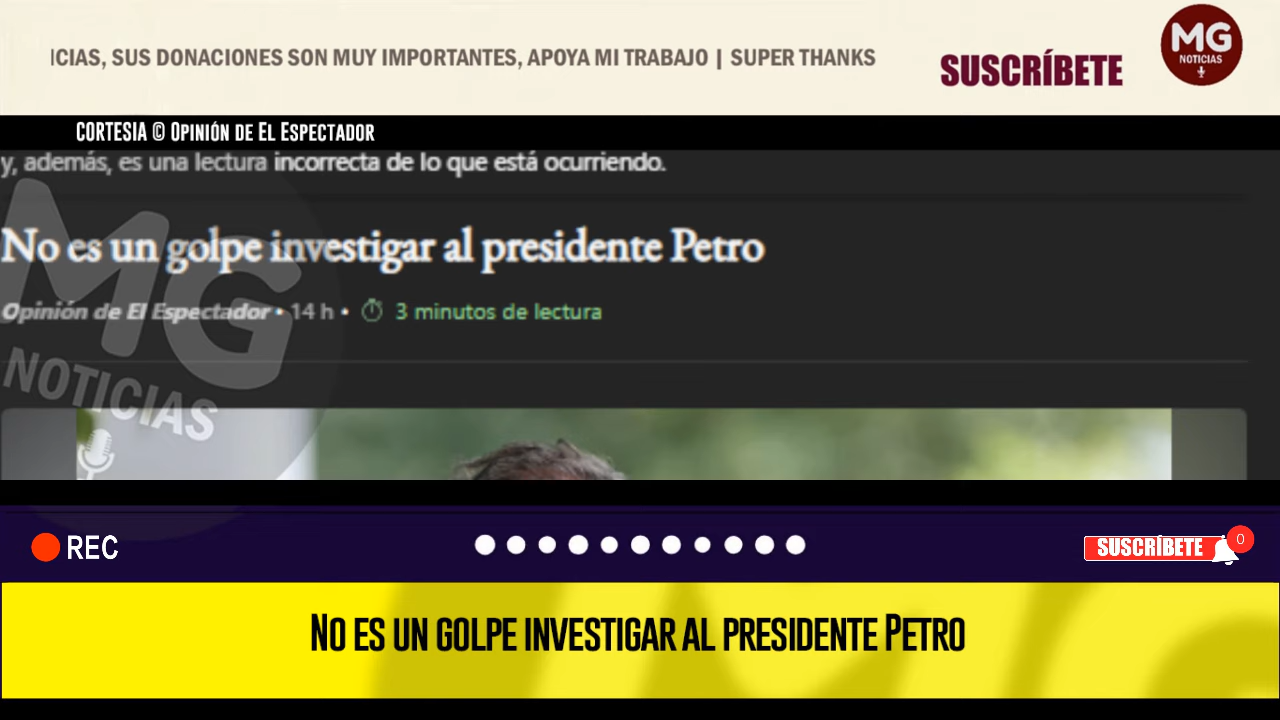 ICIAS, SUS DONACIONES SON MUY IMPORTANTES, APOYA MI TRABAJO | SUPER THANKS
SUSCRÍBETE
MG
NOTICIAS
CORTESIA © OPINIÓN DE EL ESPECTADOR
y, además, es una lectura incorrecta de lo que está ocurriendo.
No es un golpe investigar al presidente Petro
Opinión de El Espectador • 14 h • 3 minutos de lectura
MG
NOTICIAS
REC
SUSCRÍBETE
0
NO ES UN GOLPE INVESTIGAR AL PRESIDENTE PETRO